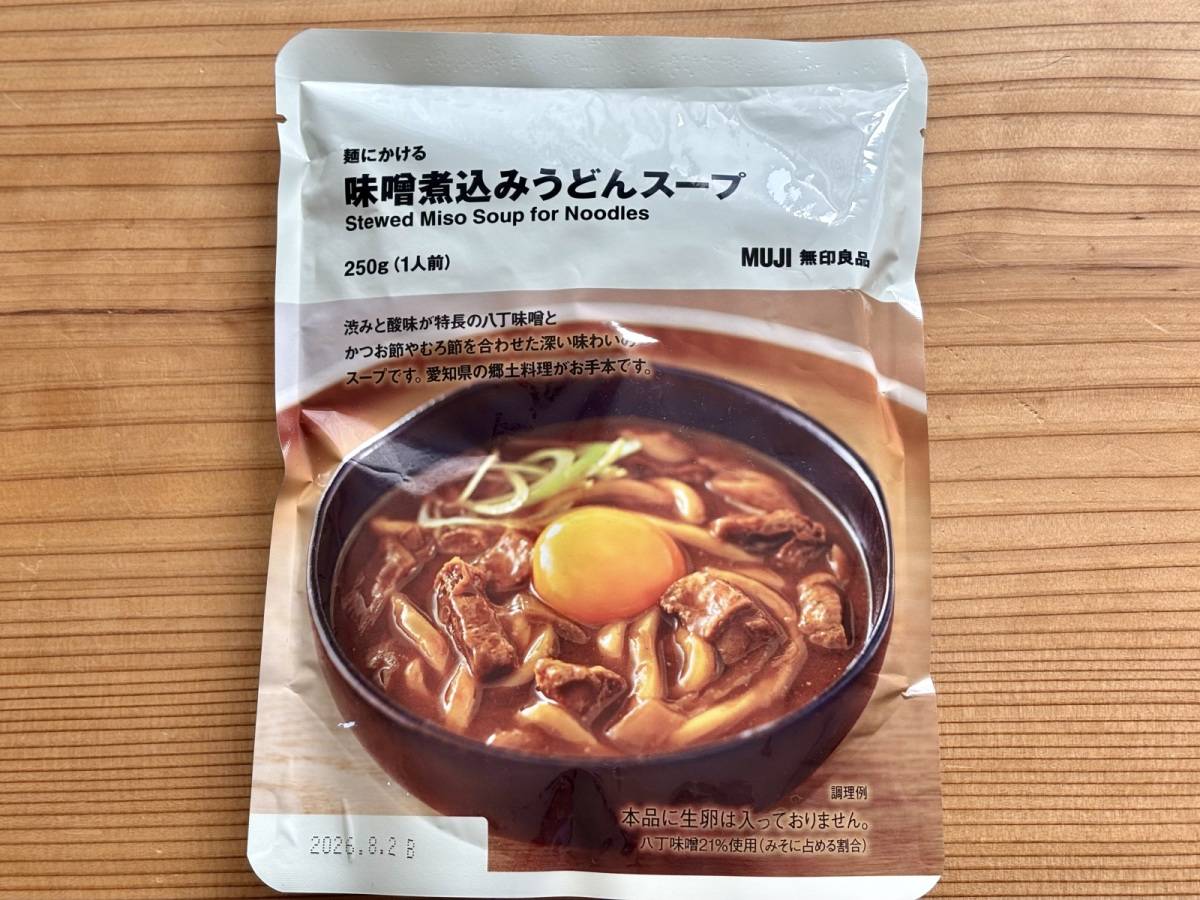 麺にかける
味噌煮込みうどんスープ
Stewed Miso Soup for Noodles
250g(1人前)
MUJI 無印良品
渋みと酸味が特長の八丁味噌と
かつお節やむろ節を合わせた深い味わいの
スープです。愛知県の郷土料理がお手本です。
調理例
本品に生卵は入っておりません。
八丁味噌21%使用(みそに占める割合)
2026.8.2 B